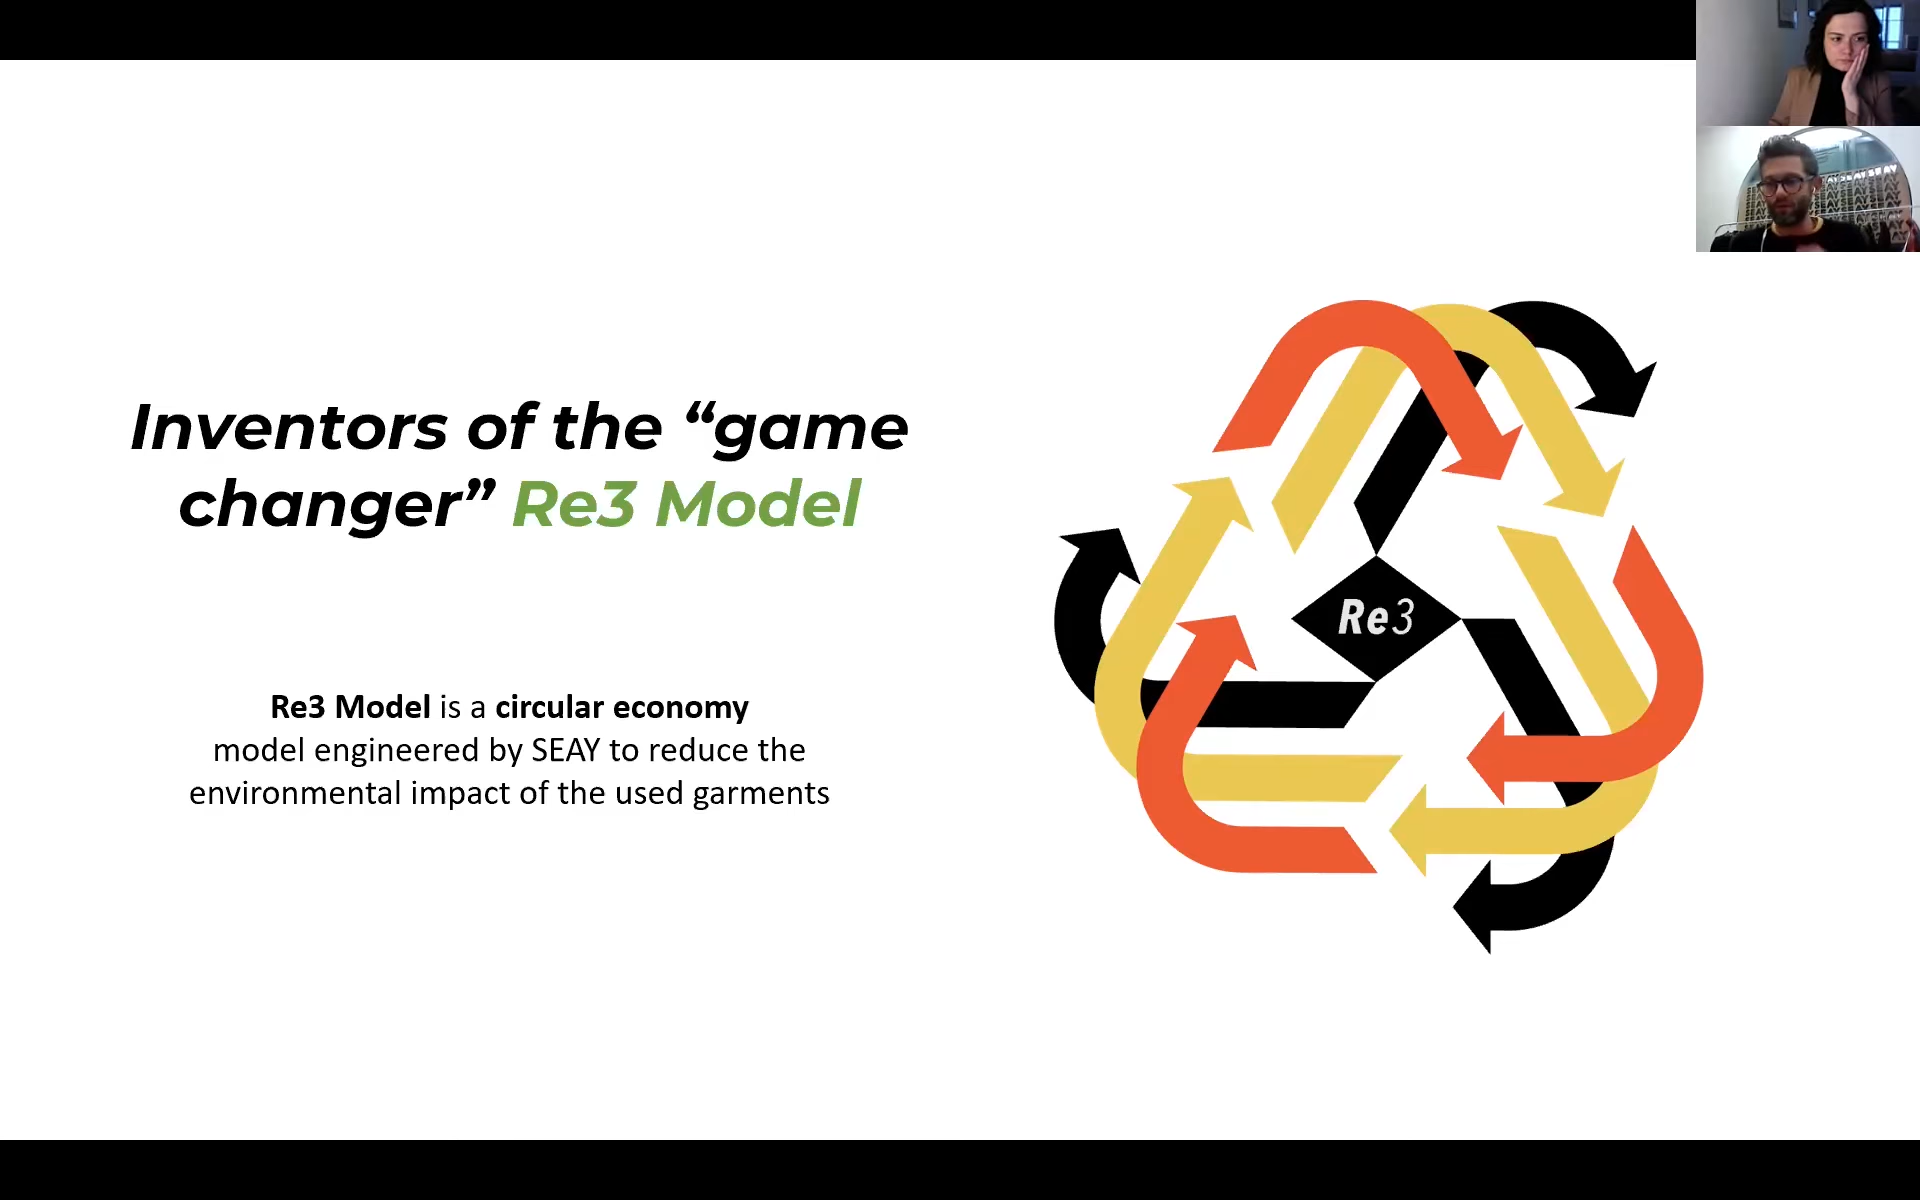 Inventors of the “game
changer” Re3 Model
Re3 Model is a circular economy
model engineered by SEAY to reduce the
environmental impact of the used garments
Re3